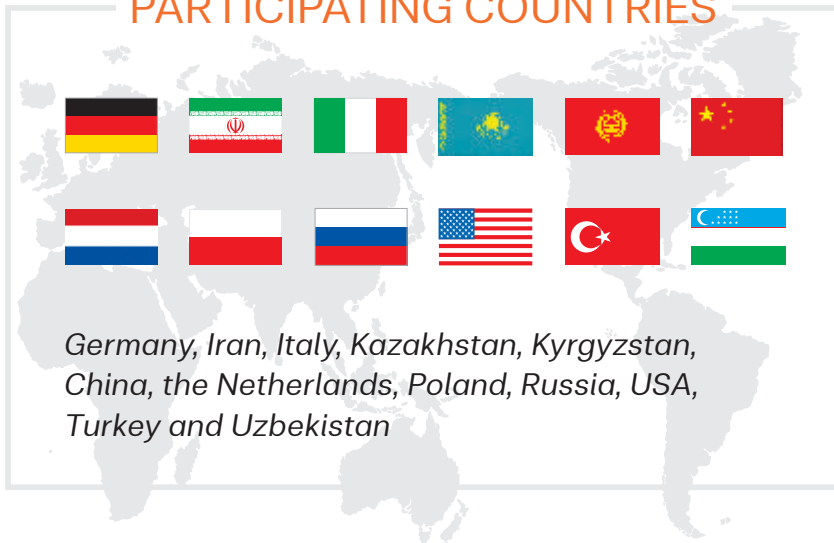 PARTICIPATING COUNTRIES
Germany, Iran, Italy, Kazakhstan, Kyrgyzstan,
China, the Netherlands, Poland, Russia, USA,
Turkey and Uzbekistan